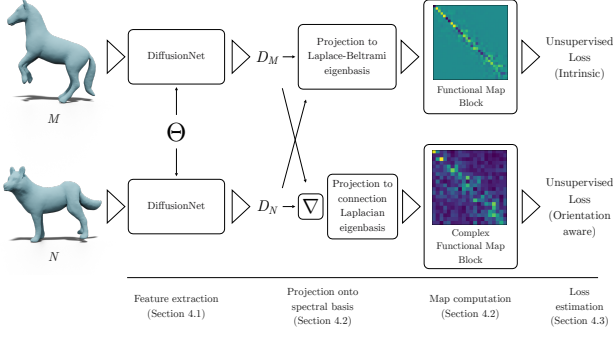 DiffusionNet
D_M
Projection to
Laplace-Beltrami
eigenbasis
Functional Map
Block
Unsupervised
Loss
(Intrinsic)
M
Θ
DiffusionNet
D_N
∇
Projection to
connection
Laplacian
eigenbasis
Complex
Functional Map
Block
Unsupervised
Loss
(Orientation
aware)
N
Feature extraction
(Section 4.1)
Projection onto
spectral basis
(Section 4.2)
Map computation
(Section 4.2)
Loss
estimation
(Section 4.3)